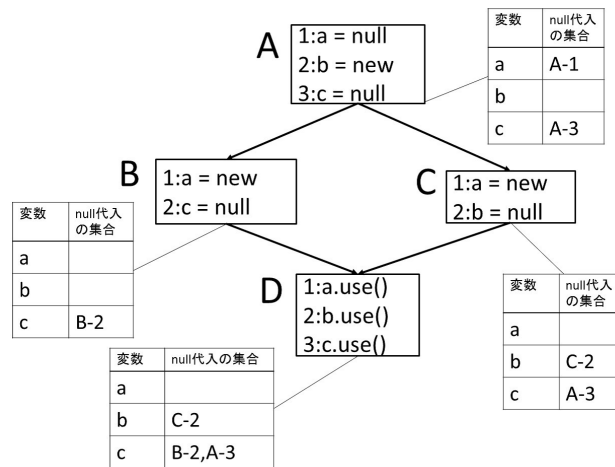 A
1:a = null
2:b = new
3:c = null
変数 null代入の集合
a A-1
b
c A-3
B
1:a = new
2:c = null
C
1:a = new
2:b = null
変数 null代入の集合
a
b
c B-2
D
1:a.use()
2:b.use()
3:c.use()
変数 null代入の集合
a
b C-2
c A-3
変数 null代入の集合
a
b C-2
c B-2,A-3